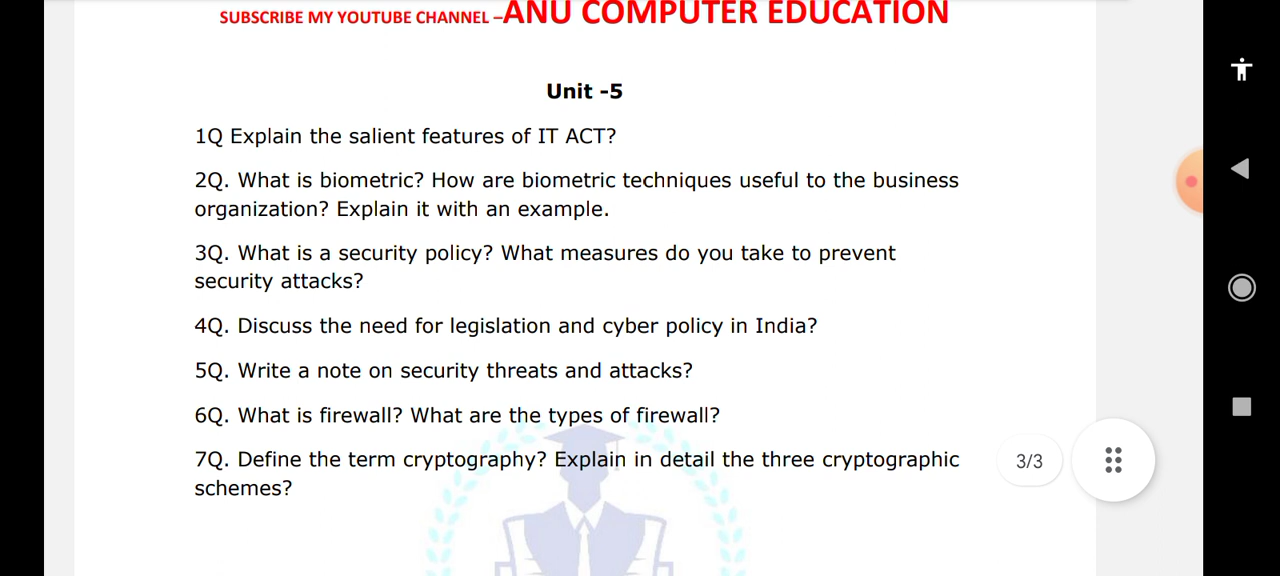 SUBSCRIBE MY YOUTUBE CHANNEL –ANU COMPUTER EDUCATION
Unit -5
1Q Explain the salient features of IT ACT?
2Q. What is biometric? How are biometric techniques useful to the business
organization? Explain it with an example.
3Q. What is a security policy? What measures do you take to prevent
security attacks?
4Q. Discuss the need for legislation and cyber policy in India?
5Q. Write a note on security threats and attacks?
6Q. What is firewall? What are the types of firewall?
7Q. Define the term cryptography? Explain in detail the three cryptographic
schemes?
3/3